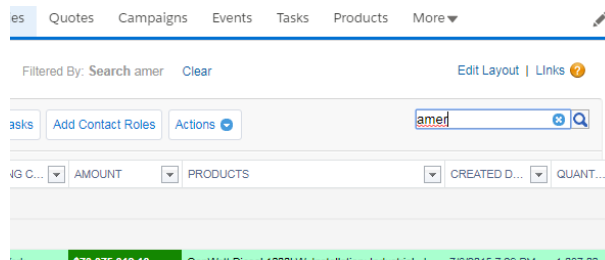 es Quotes Campaigns Events Tasks Products More
Filtered By: Search amer Clear Edit Layout | Links
asks Add Contact Roles Actions amer
NG C... AMOUNT PRODUCTS CREATED D... QUANT...